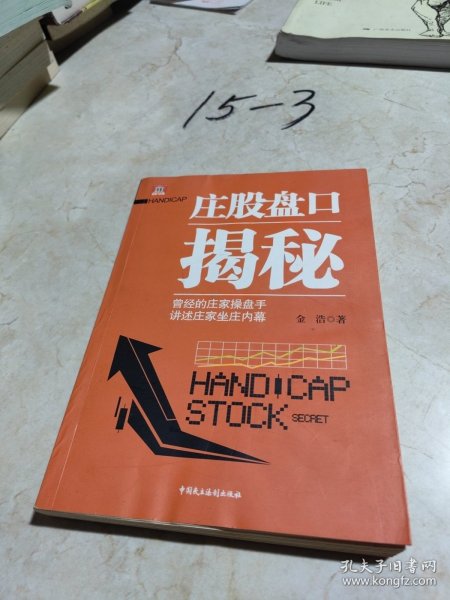 LIFE
15-3
HANDICAP
庄股盘口
揭秘
曾经的庄家操盘手
讲述庄家坐庄内幕
金浩◎著
HANDICAP
STOCK SECRET
中国民主法制出版社
孔夫子旧书网
www.kongfz.com